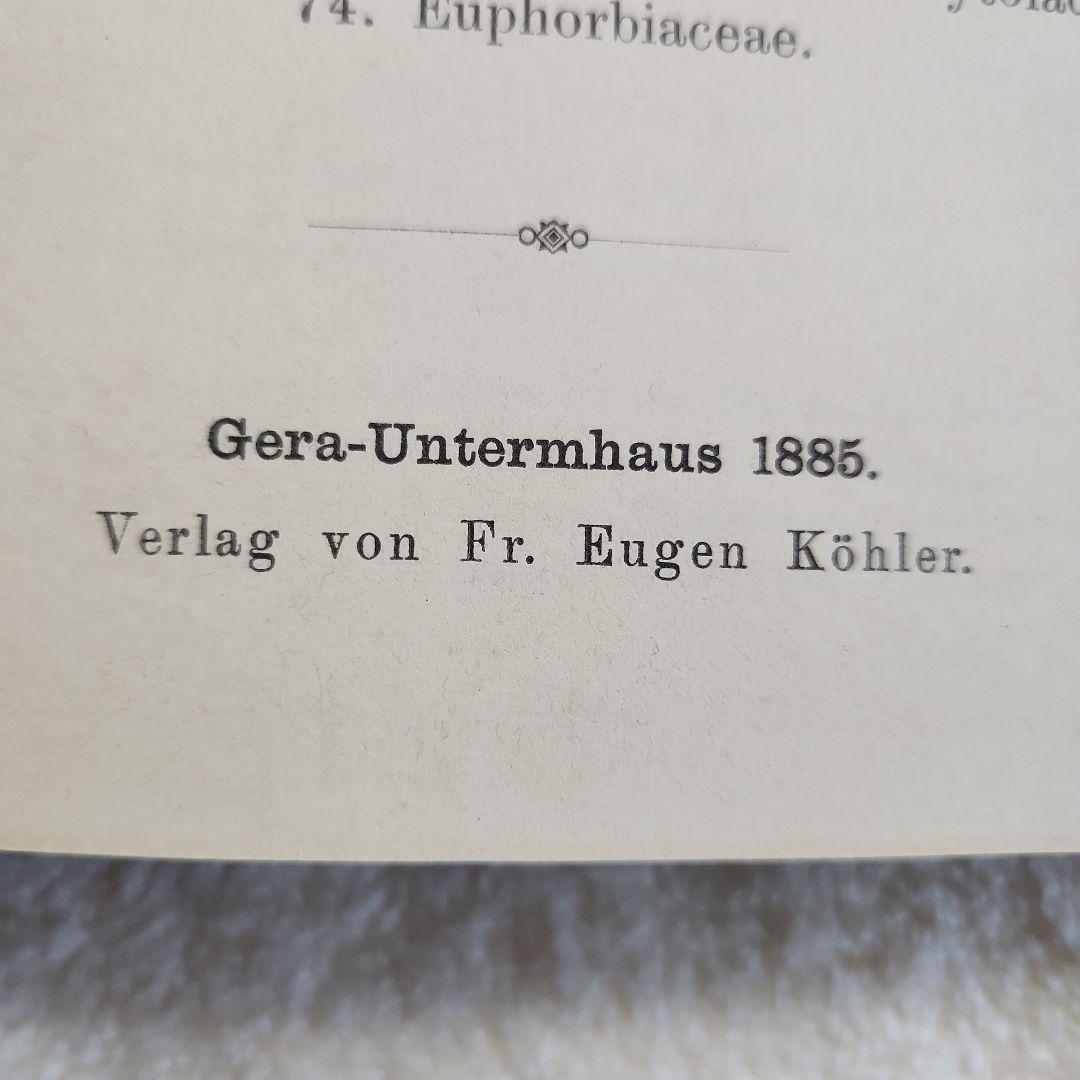 74. Euphorbiaceae.
Gera-Untermhaus 1885.
Verlag von Fr. Eugen Köhler.